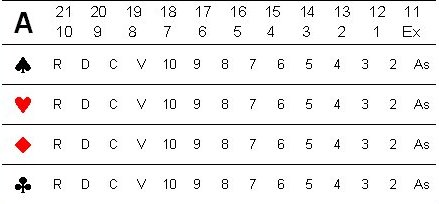 A 21 20 19 18 17 16 15 14 13 12 11
10 9 8 7 6 5 4 3 2 1 Ex
♠ R D C V 10 9 8 7 6 5 4 3 2 As
♥ R D C V 10 9 8 7 6 5 4 3 2 As
♦ R D C V 10 9 8 7 6 5 4 3 2 As
♣ R D C V 10 9 8 7 6 5 4 3 2 As